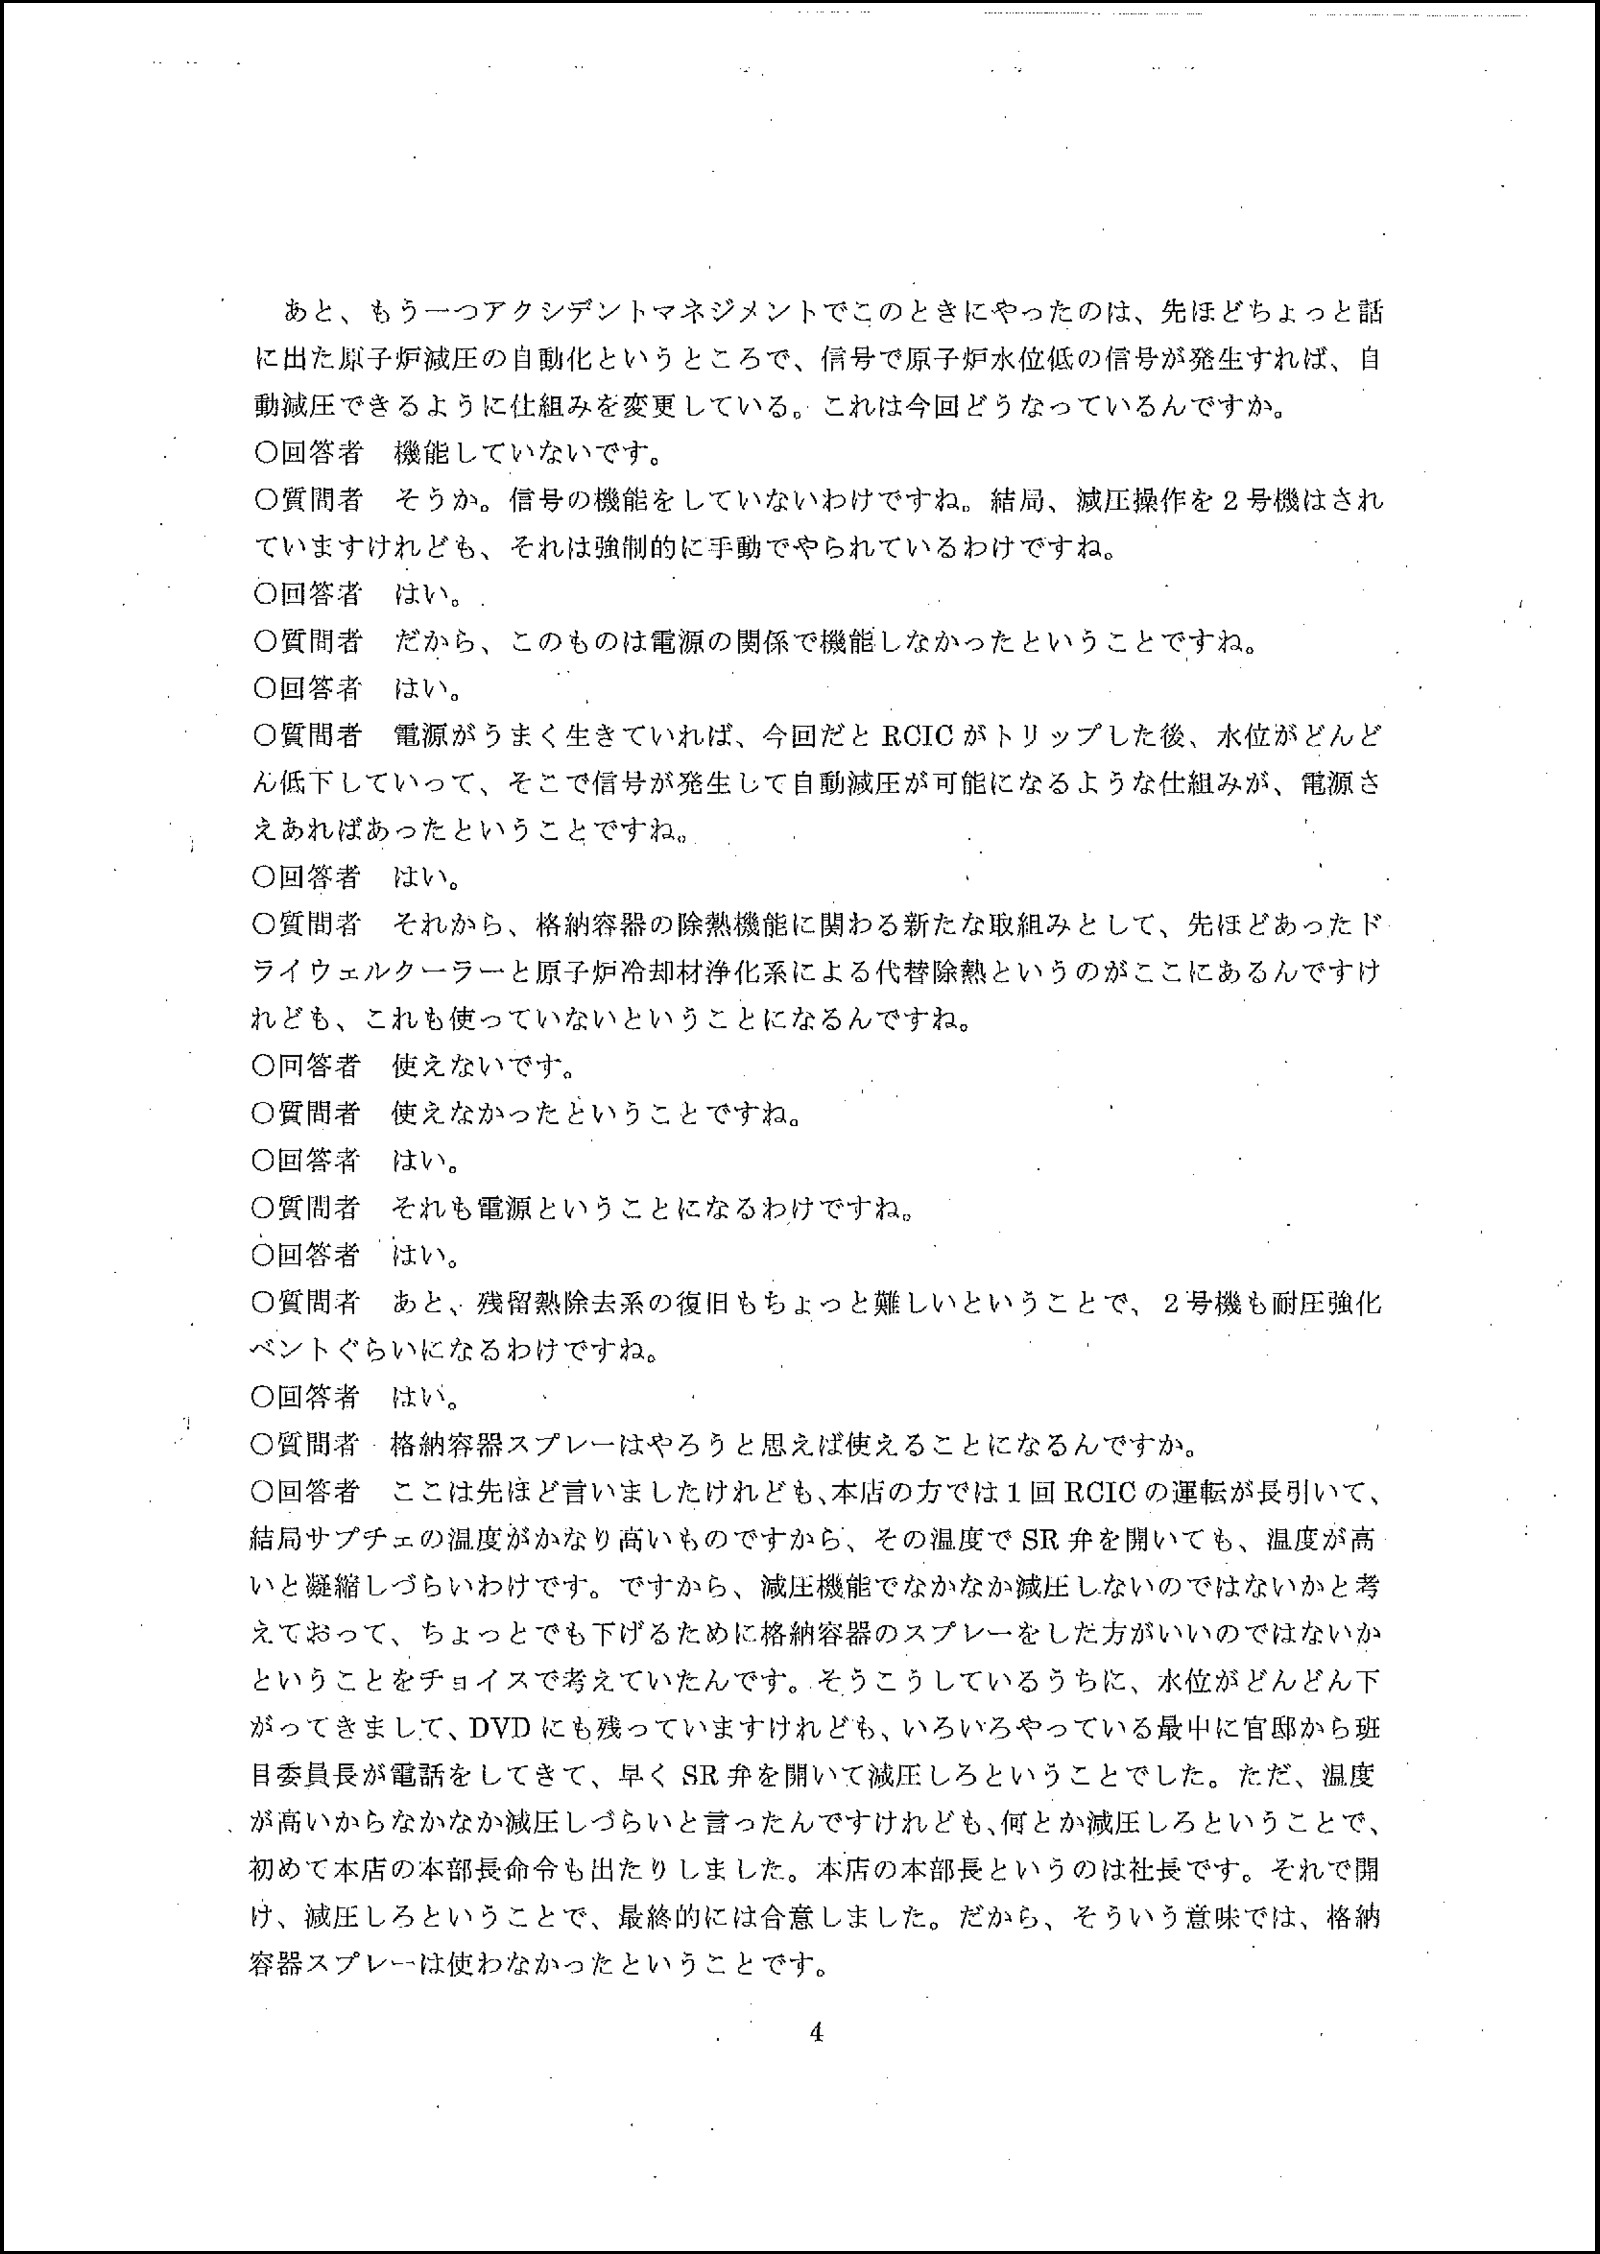 あと、もう一つアクシデントマネジメントでこのときにやったのは、先ほどちょっと話
に出た原子炉減圧の自動化というところで、信号で原子炉水位低の信号が発生すれば、自
動減圧できるように仕組みを変更している。これは今回どうなっているんですか。
○回答者　機能していないです。
○質問者　そうか。信号の機能をしていないわけですね。結局、減圧操作を２号機はされ
ていますけれども、それは強制的に手動でやられているわけですね。
○回答者　はい。
○質問者　だから、このものは電源の関係で機能しなかったということですね。
○回答者　はい。
○質問者　電源がうまく生きていれば、今回だと RCIC がトリップした後、水位がどんど
ん低下していって、そこで信号が発生して自動減圧が可能になるような仕組みが、電源さ
えあればあったということですね。
○回答者　はい。
○質問者　それから、格納容器の除熱機能に関わる新たな取組みとして、先ほどあったド
ライウェルクーラーと原子炉冷却材浄化系による代替除熱というのがここにあるんですけ
れども、これも使っていないということになるんですね。
○回答者　使えないです。
○質問者　使えなかったということですね。
○回答者　はい。
○質問者　それも電源ということになるわけですね。
○回答者　はい。
○質問者　あと、残留熱除去系の復旧もちょっと難しいということで、２号機も耐圧強化
ベントぐらいになるわけですね。
○回答者　はい。
○質問者　格納容器スプレーはやろうと思えば使えることになるんですか。
○回答者　ここは先ほど言いましたけれども、本店の方では１回 RCIC の運転が長引いて、
結局サプチェの温度がかなり高いものですから、その温度で SR 弁を開いても、温度が高
いと凝縮しづらいわけです。ですから、減圧機能でなかなか減圧しないのではないかと考
えておって、ちょっとでも下げるために格納容器のスプレーをした方がいいのではないか
ということをチョイスで考えていたんです。そうこうしているうちに、水位がどんどん下
がってきまして、DVD にも残っていますけれども、いろいろやっている最中に官邸から班
目委員長が電話をしてきて、早く SR 弁を開いて減圧しろということでした。ただ、温度
が高いからなかなか減圧しづらいと言ったんですけれども、何とか減圧しろということで、
初めて本店の本部長命令も出たりしました。本店の本部長というのは社長です。それで開
け、減圧しろということで、最終的には合意しました。だから、そういう意味では、格納
容器スプレーは使わなかったということです。
4